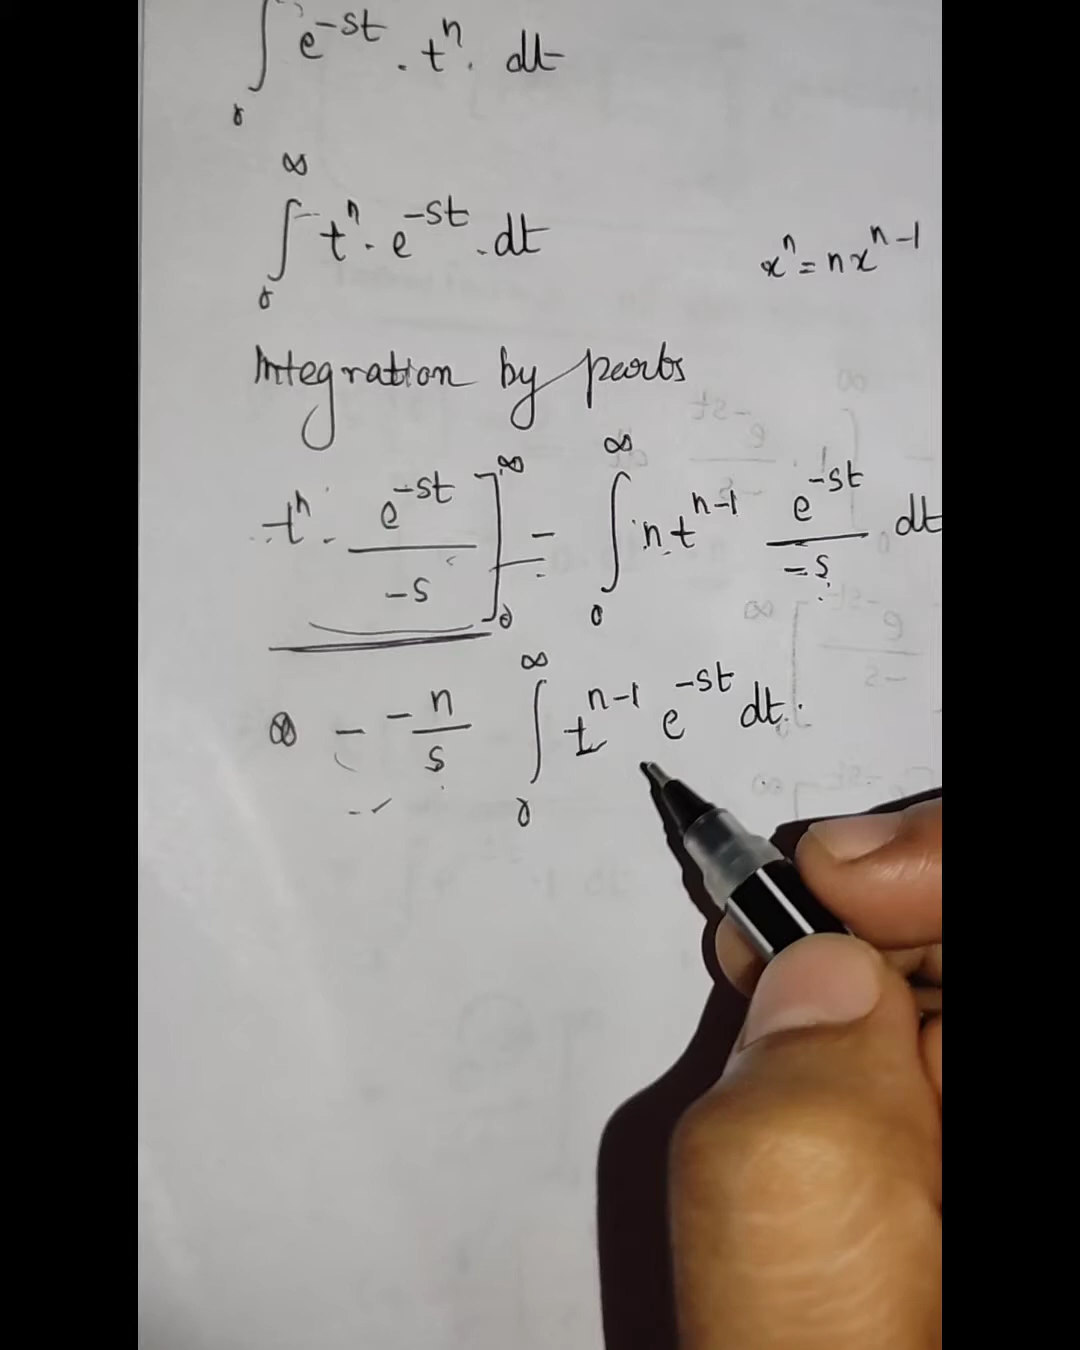 ∫₀ e^{-st} . t^n . dt
∫₀^∞ t^n . e^{-st} . dt
x^n = nx^{n-1}
Integration by parts
t^n . e^{-st}/-s ]₀^∞ - ∫₀^∞ nt^{n-1} e^{-st}/-s dt
∞ - -n/s ∫₀^∞ t^{n-1} e^{-st} dt.